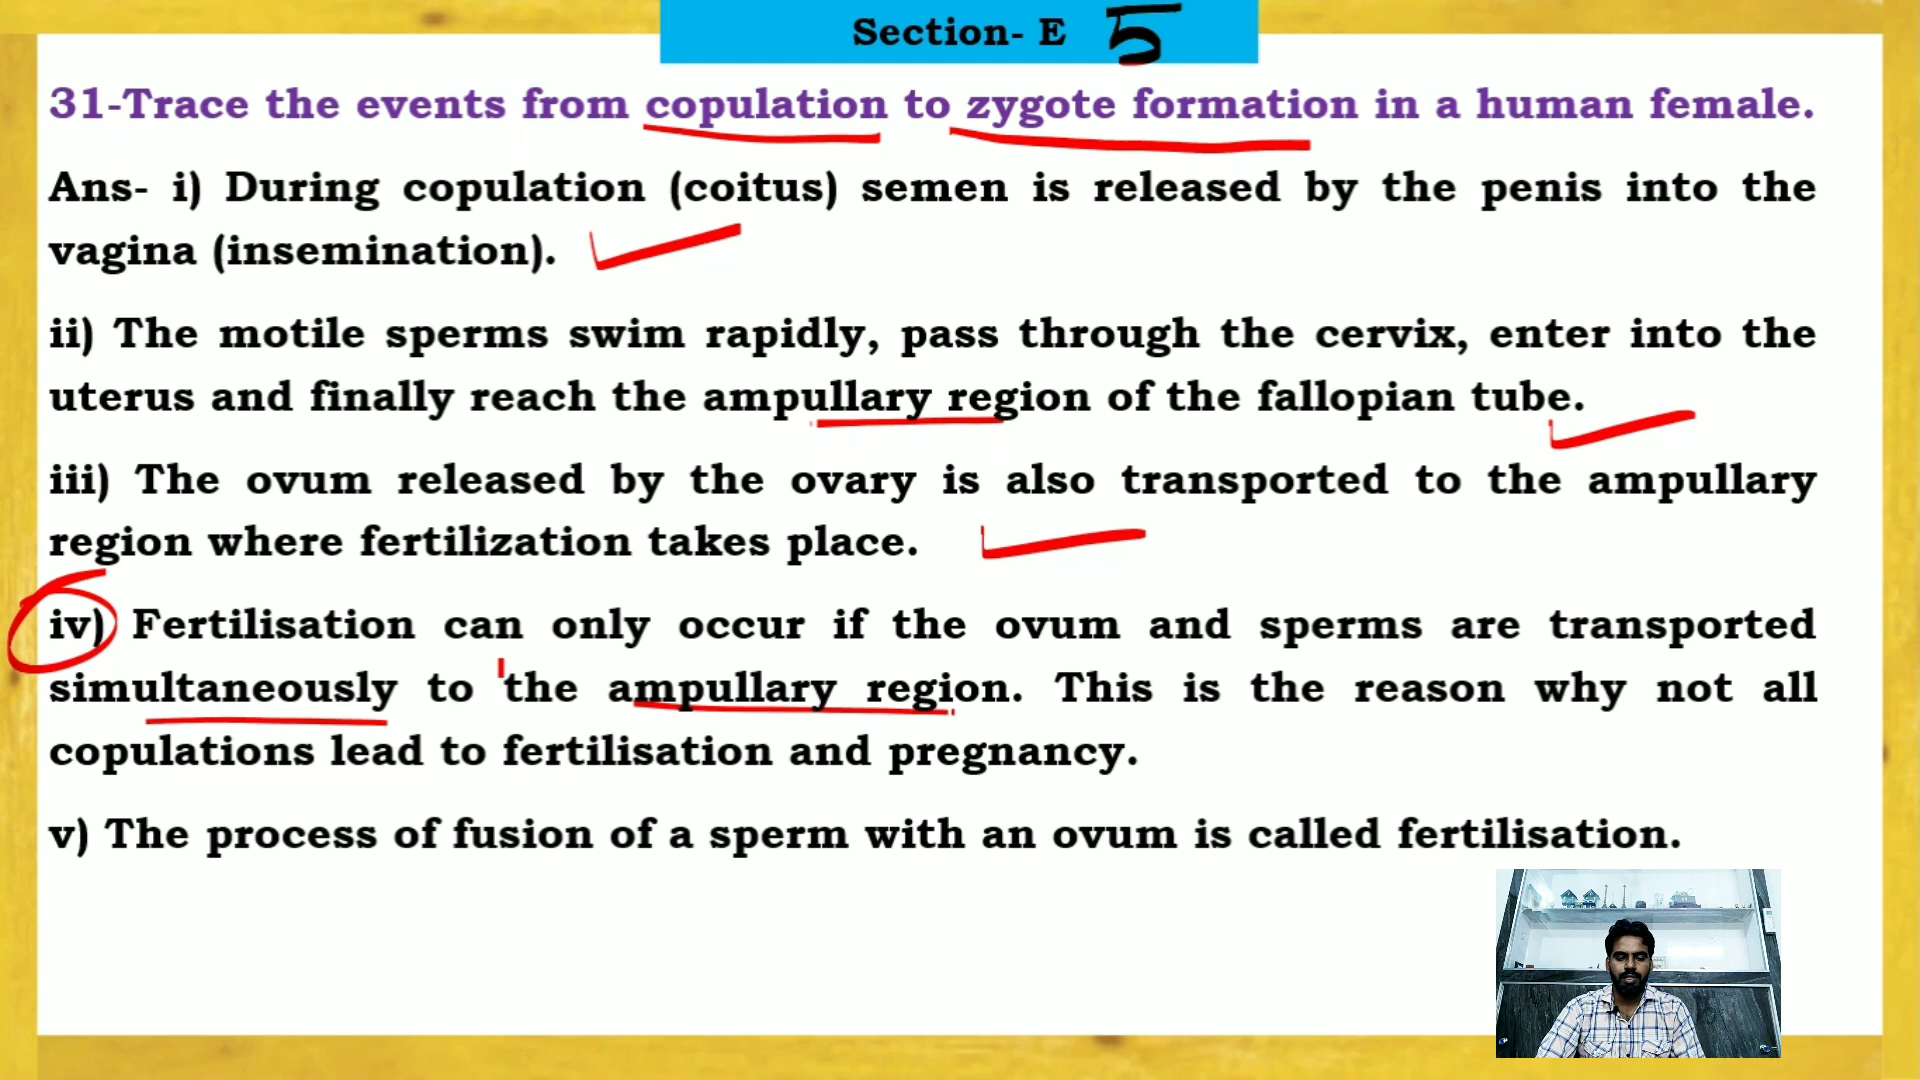 Section- E 5
31-Trace the events from copulation to zygote formation in a human female.
Ans- i) During copulation (coitus) semen is released by the penis into the
vagina (insemination).
ii) The motile sperms swim rapidly, pass through the cervix, enter into the
uterus and finally reach the ampullary region of the fallopian tube.
iii) The ovum released by the ovary is also transported to the ampullary
region where fertilization takes place.
iv) Fertilisation can only occur if the ovum and sperms are transported
simultaneously to the ampullary region. This is the reason why not all
copulations lead to fertilisation and pregnancy.
v) The process of fusion of a sperm with an ovum is called fertilisation.